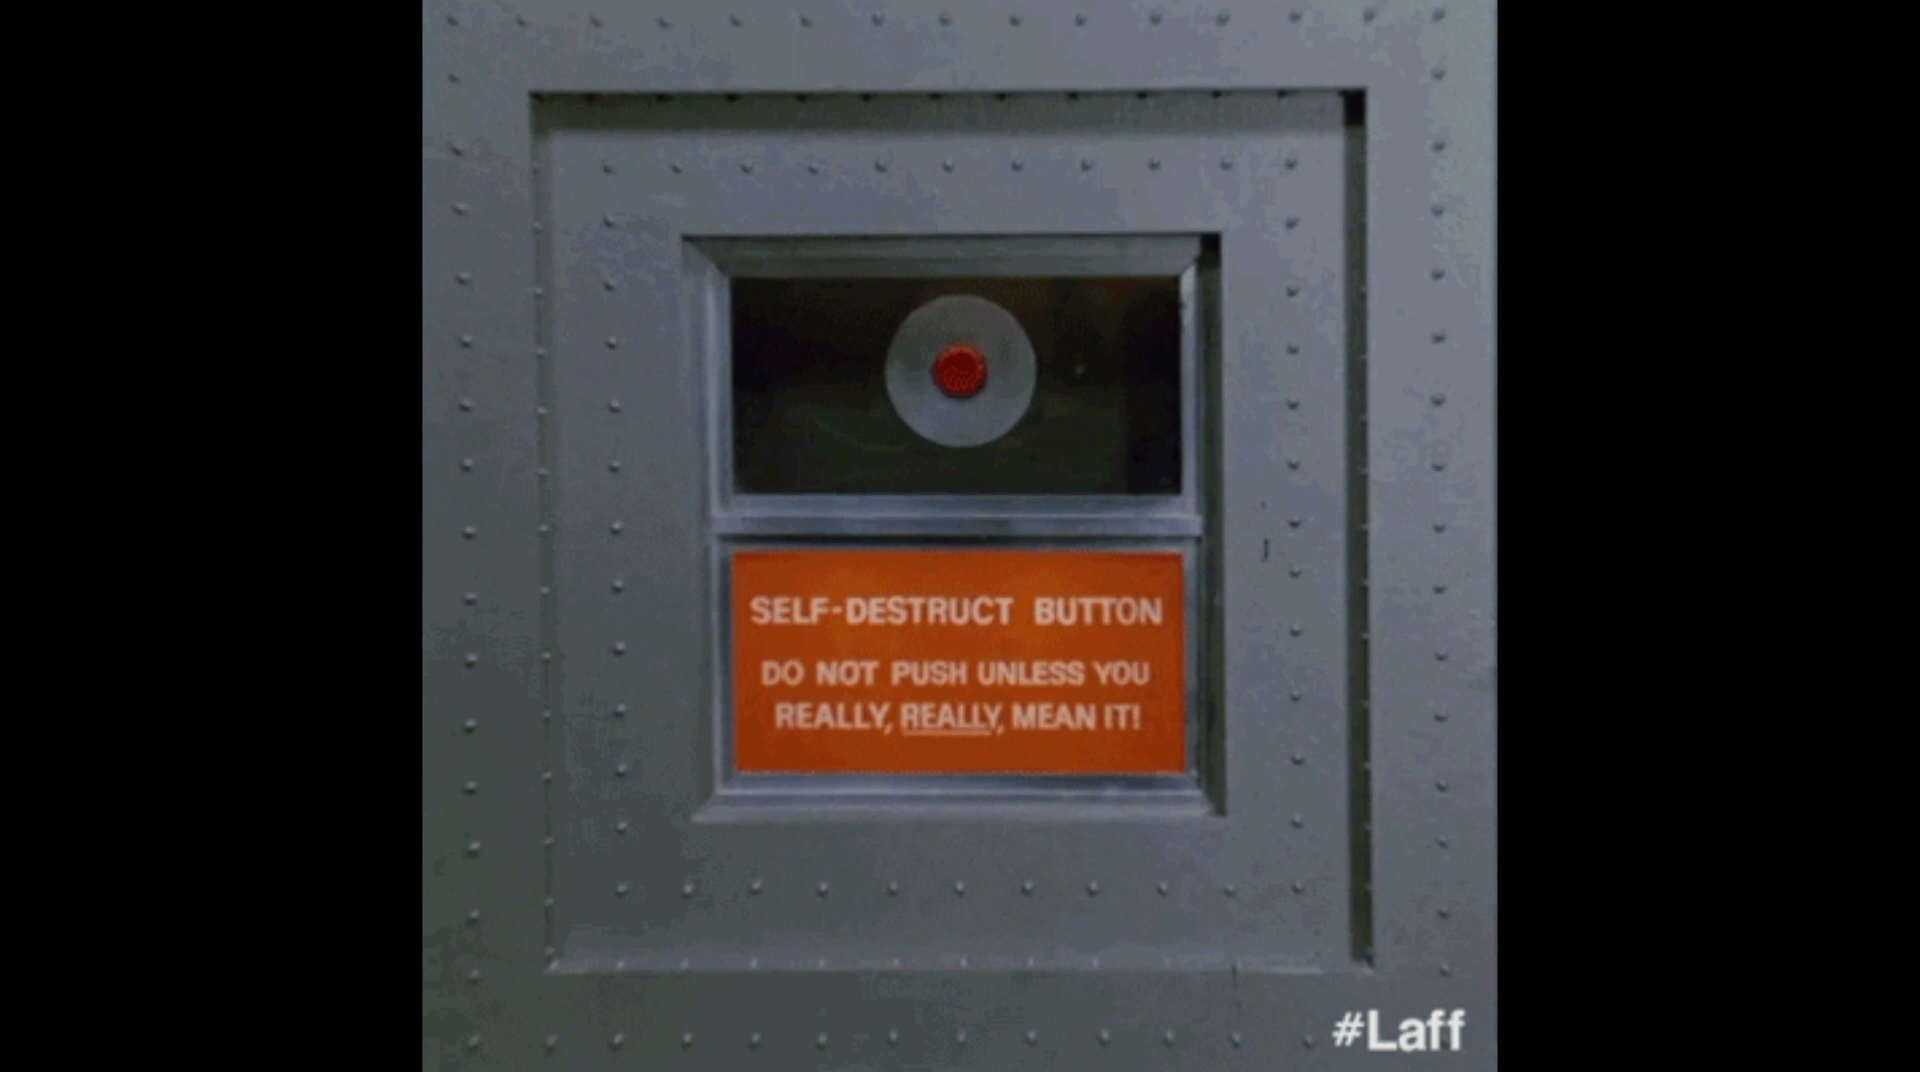 SELF-DESTRUCT BUTTON
DO NOT PUSH UNLESS YOU
REALLY, REALLY, MEAN IT!
#Laff